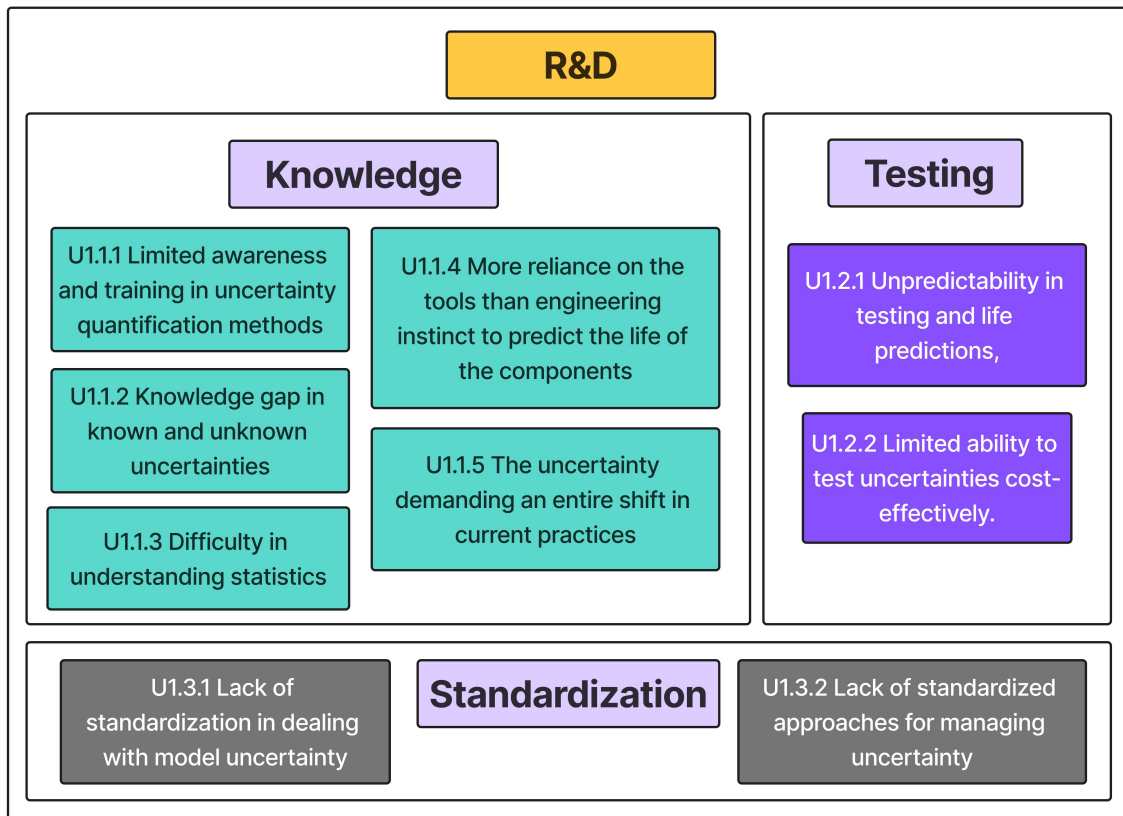 R&D
Knowledge
U1.1.1 Limited awareness
and training in uncertainty
quantification methods
U1.1.2 Knowledge gap in
known and unknown
uncertainties
U1.1.3 Difficulty in
understanding statistics
U1.1.4 More reliance on the
tools than engineering
instinct to predict the life of
the components
U1.1.5 The uncertainty
demanding an entire shift in
current practices
Testing
U1.2.1 Unpredictability in
testing and life
predictions,
U1.2.2 Limited ability to
test uncertainties cost-
effectively.
Standardization
U1.3.1 Lack of
standardization in dealing
with model uncertainty
U1.3.2 Lack of standardized
approaches for managing
uncertainty